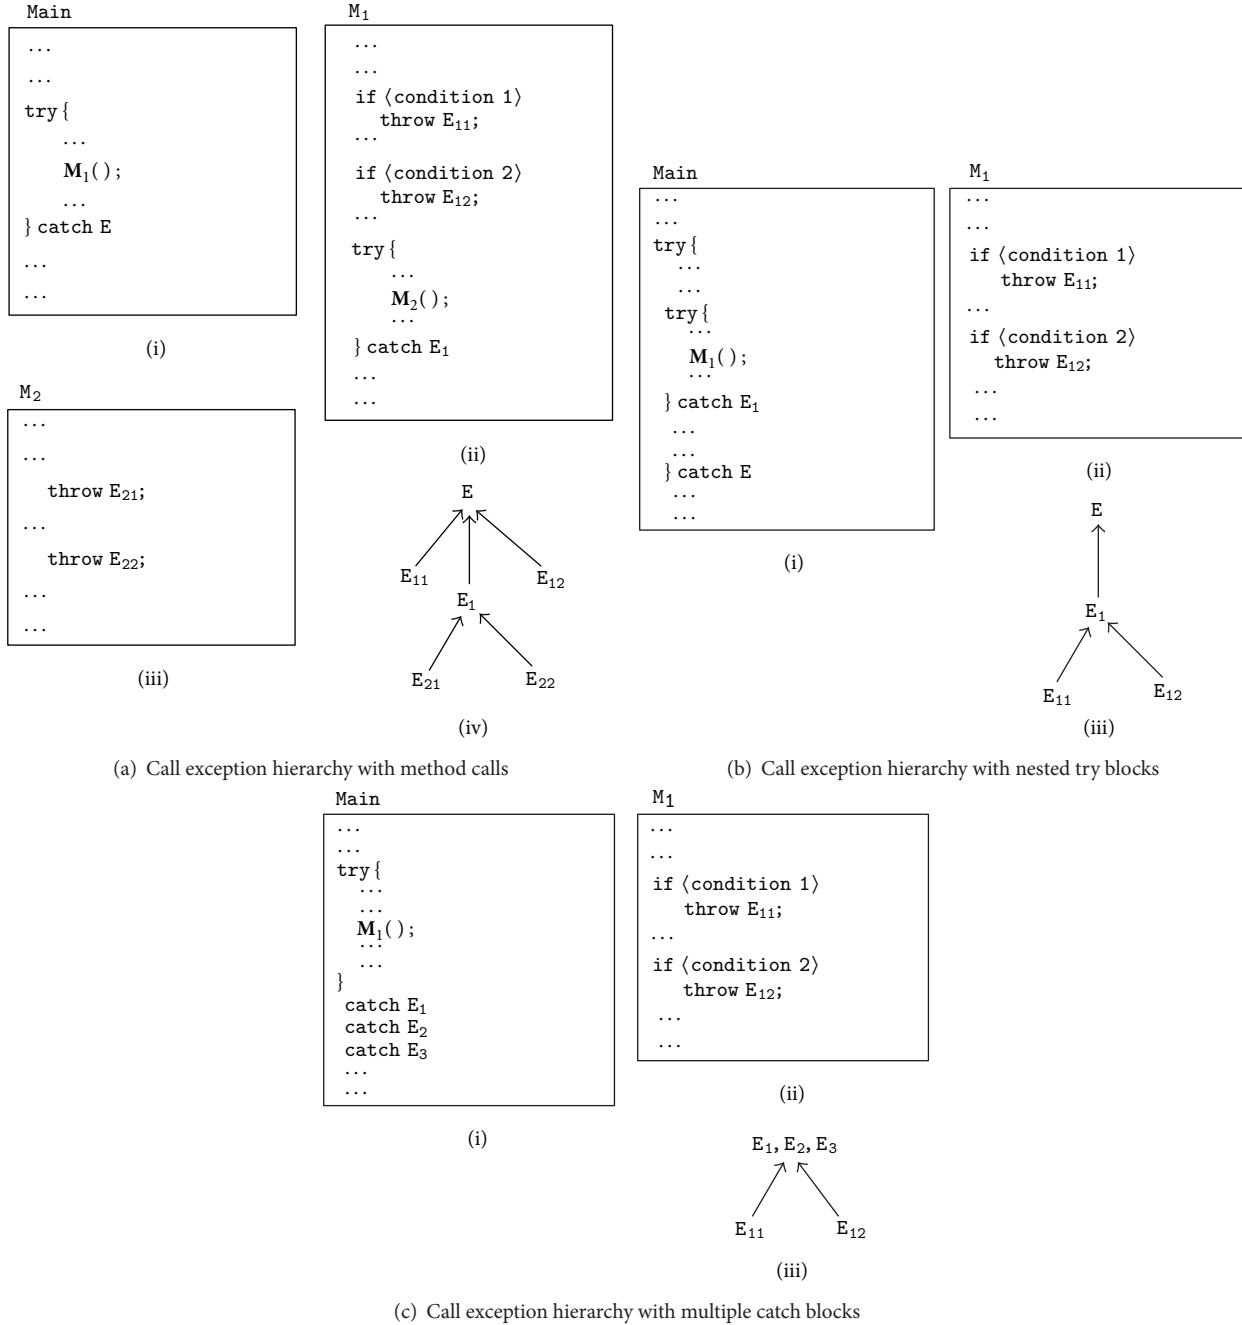 Main
...
...
try{
...
M₁();
...
} catch E
...
...
(i)
M₁
...
...
if ⟨condition 1⟩
throw E₁₁;
...
if ⟨condition 2⟩
throw E₁₂;
...
try{
...
M₂();
...
} catch E₁
...
...
(ii)
M₂
...
...
throw E₂₁;
...
throw E₂₂;
...
...
(iii)
E
E₁₁ E₁₂
E₁
E₂₁ E₂₂
(iv)
(a) Call exception hierarchy with method calls
Main
...
...
try{
...
...
try{
...
M₁();
...
} catch E₁
...
...
} catch E
...
...
(i)
M₁
...
...
if ⟨condition 1⟩
throw E₁₁;
...
if ⟨condition 2⟩
throw E₁₂;
...
...
(ii)
E
E₁
E₁₁ E₁₂
(iii)
(b) Call exception hierarchy with nested try blocks
Main
...
...
try{
...
...
M₁();
...
...
}
catch E₁
catch E₂
catch E₃
...
...
(i)
M₁
...
...
if ⟨condition 1⟩
throw E₁₁;
...
if ⟨condition 2⟩
throw E₁₂;
...
...
(ii)
E₁, E₂, E₃
E₁₁ E₁₂
(iii)
(c) Call exception hierarchy with multiple catch blocks